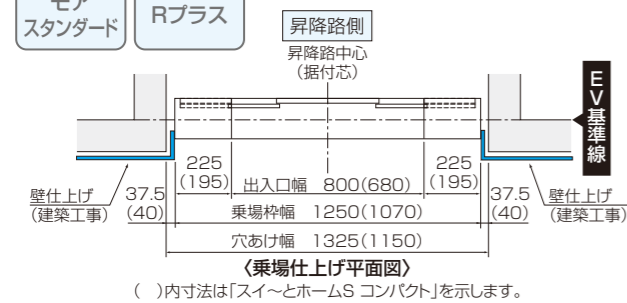 モア
スタンダード
Rプラス
昇降路側
昇降路中心
（据付芯）
EV基準線
225
（195）
出入口幅 800（680）
225
（195）
壁仕上げ
（建築工事）
37.5
（40）
乗場枠幅 1250（1070）
37.5
（40）
壁仕上げ
（建築工事）
穴あけ幅 1325（1150）
〈乗場仕上げ平面図〉
（ ）内寸法は「スイ～とホームS コンパクト」を示します。